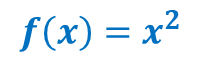 f(x) = x²